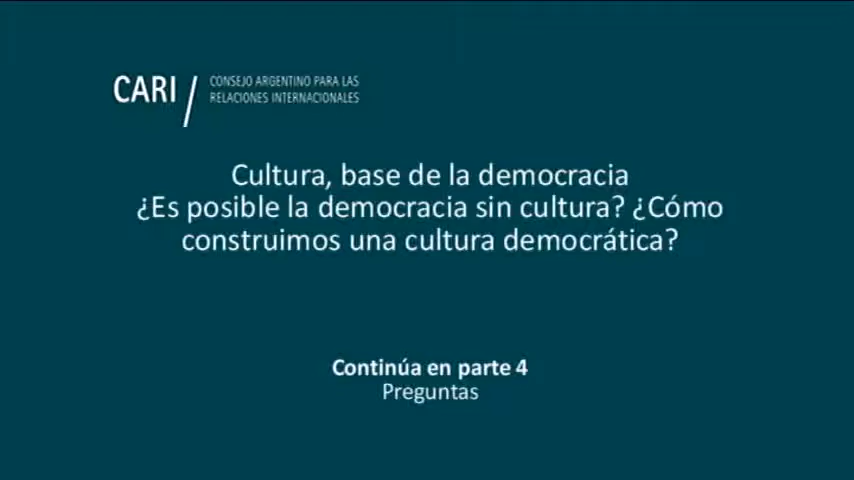 CARI/
CONSEJO ARGENTINO PARA LAS
RELACIONES INTERNACIONALES
Cultura, base de la democracia
¿Es posible la democracia sin cultura? ¿Cómo
construimos una cultura democrática?
Continúa en parte 4
Preguntas